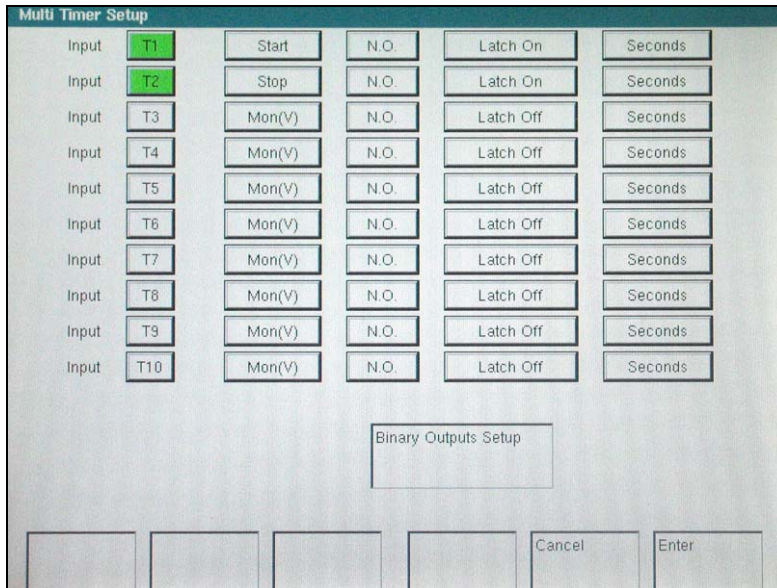 Multi Timer Setup
Input T1 Start N.O. Latch On Seconds
Input T2 Stop N.O. Latch On Seconds
Input T3 Mon(V) N.O. Latch Off Seconds
Input T4 Mon(V) N.O. Latch Off Seconds
Input T5 Mon(V) N.O. Latch Off Seconds
Input T6 Mon(V) N.O. Latch Off Seconds
Input T7 Mon(V) N.O. Latch Off Seconds
Input T8 Mon(V) N.O. Latch Off Seconds
Input T9 Mon(V) N.O. Latch Off Seconds
Input T10 Mon(V) N.O. Latch Off Seconds
Binary Outputs Setup
Cancel Enter